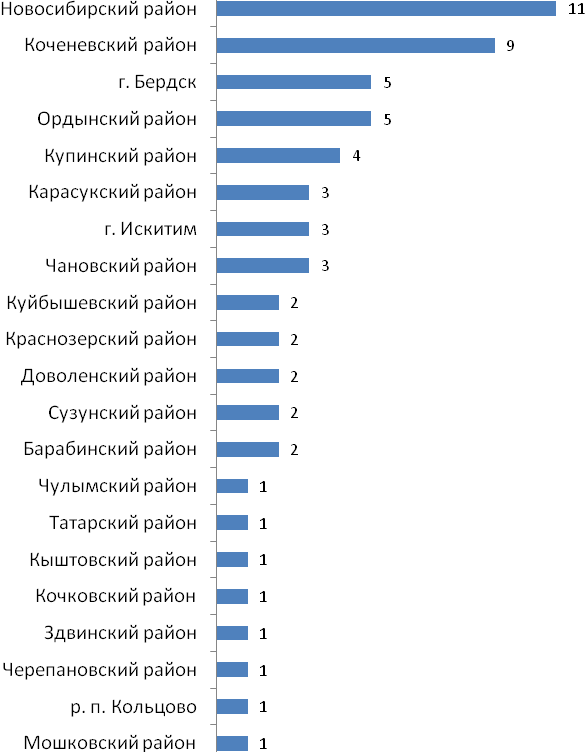 Новосибирский район 11
Коченевский район 9
г. Бердск 5
Ордынский район 5
Купинский район 4
Карасукский район 3
г. Искитим 3
Чановский район 3
Куйбышевский район 2
Краснозерский район 2
Доволенский район 2
Сузунский район 2
Барабинский район 2
Чулымский район 1
Татарский район 1
Кыштовский район 1
Кочковский район 1
Здвинский район 1
Черепановский район 1
р. п. Кольцово 1
Мошковский район 1